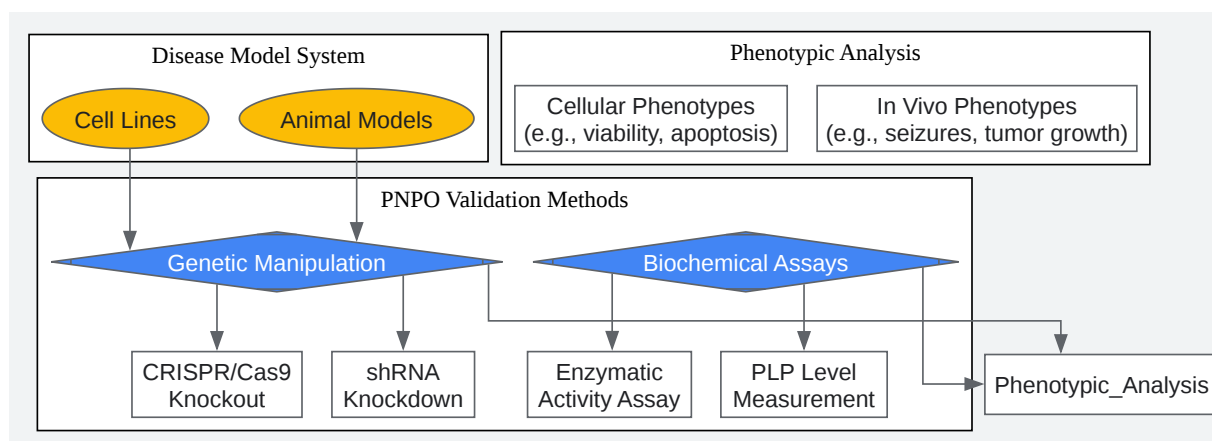 Disease Model System
Cell Lines
Animal Models
Phenotypic Analysis
Cellular Phenotypes
(e.g., viability, apoptosis)
In Vivo Phenotypes
(e.g., seizures, tumor growth)
PNPO Validation Methods
Genetic Manipulation
Biochemical Assays
CRISPR/Cas9
Knockout
shRNA
Knockdown
Enzymatic
Activity Assay
PLP Level
Measurement
Phenotypic_Analysis